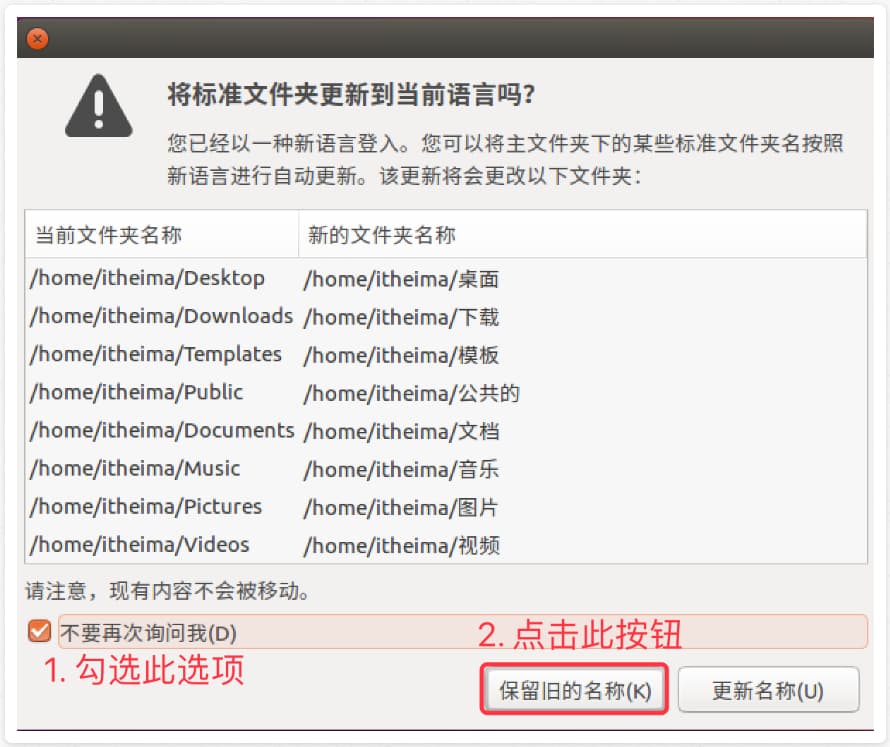 将标准文件夹更新到当前语言吗?
您已经以一种新语言登入。您可以将主文件夹下的某些标准文件夹名按照
新语言进行自动更新。该更新将会更改以下文件夹:
当前文件夹名称 新的文件夹名称
/home/itheima/Desktop /home/itheima/桌面
/home/itheima/Downloads /home/itheima/下载
/home/itheima/Templates /home/itheima/模板
/home/itheima/Public /home/itheima/公共的
/home/itheima/Documents /home/itheima/文档
/home/itheima/Music /home/itheima/音乐
/home/itheima/Pictures /home/itheima/图片
/home/itheima/Videos /home/itheima/视频
请注意，现有内容不会被移动。
不要再次询问我(D)
2. 点击此按钮
1. 勾选此选项
保留旧的名称(K) 更新名称(U)